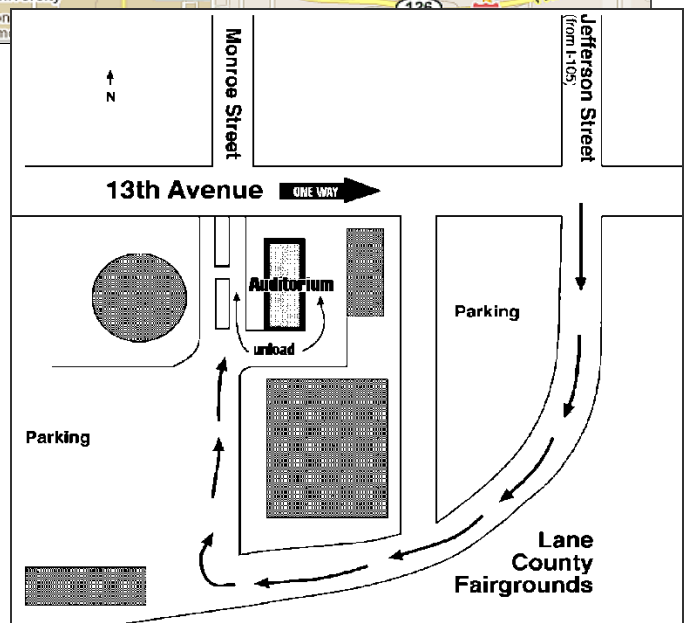 126
Monroe Street
Jefferson Street
(from I-105)
N
13th Avenue
ONE WAY
Auditorium
unload
Parking
Parking
Lane
County
Fairgrounds